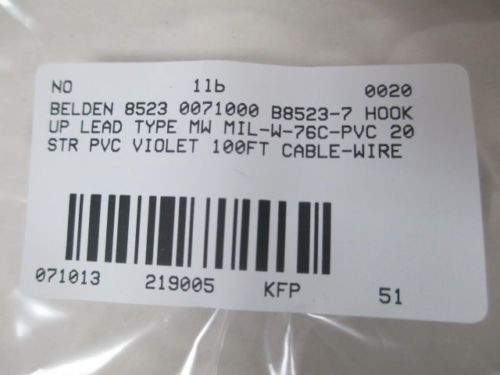 NO 11b 0020
BELDEN 8523 0071000 B8523-7 HOOK
UP LEAD TYPE MW MIL-W-76C-PVC 20
STR PVC VIOLET 100FT CABLE-WIRE
071013 219005 KFP 51